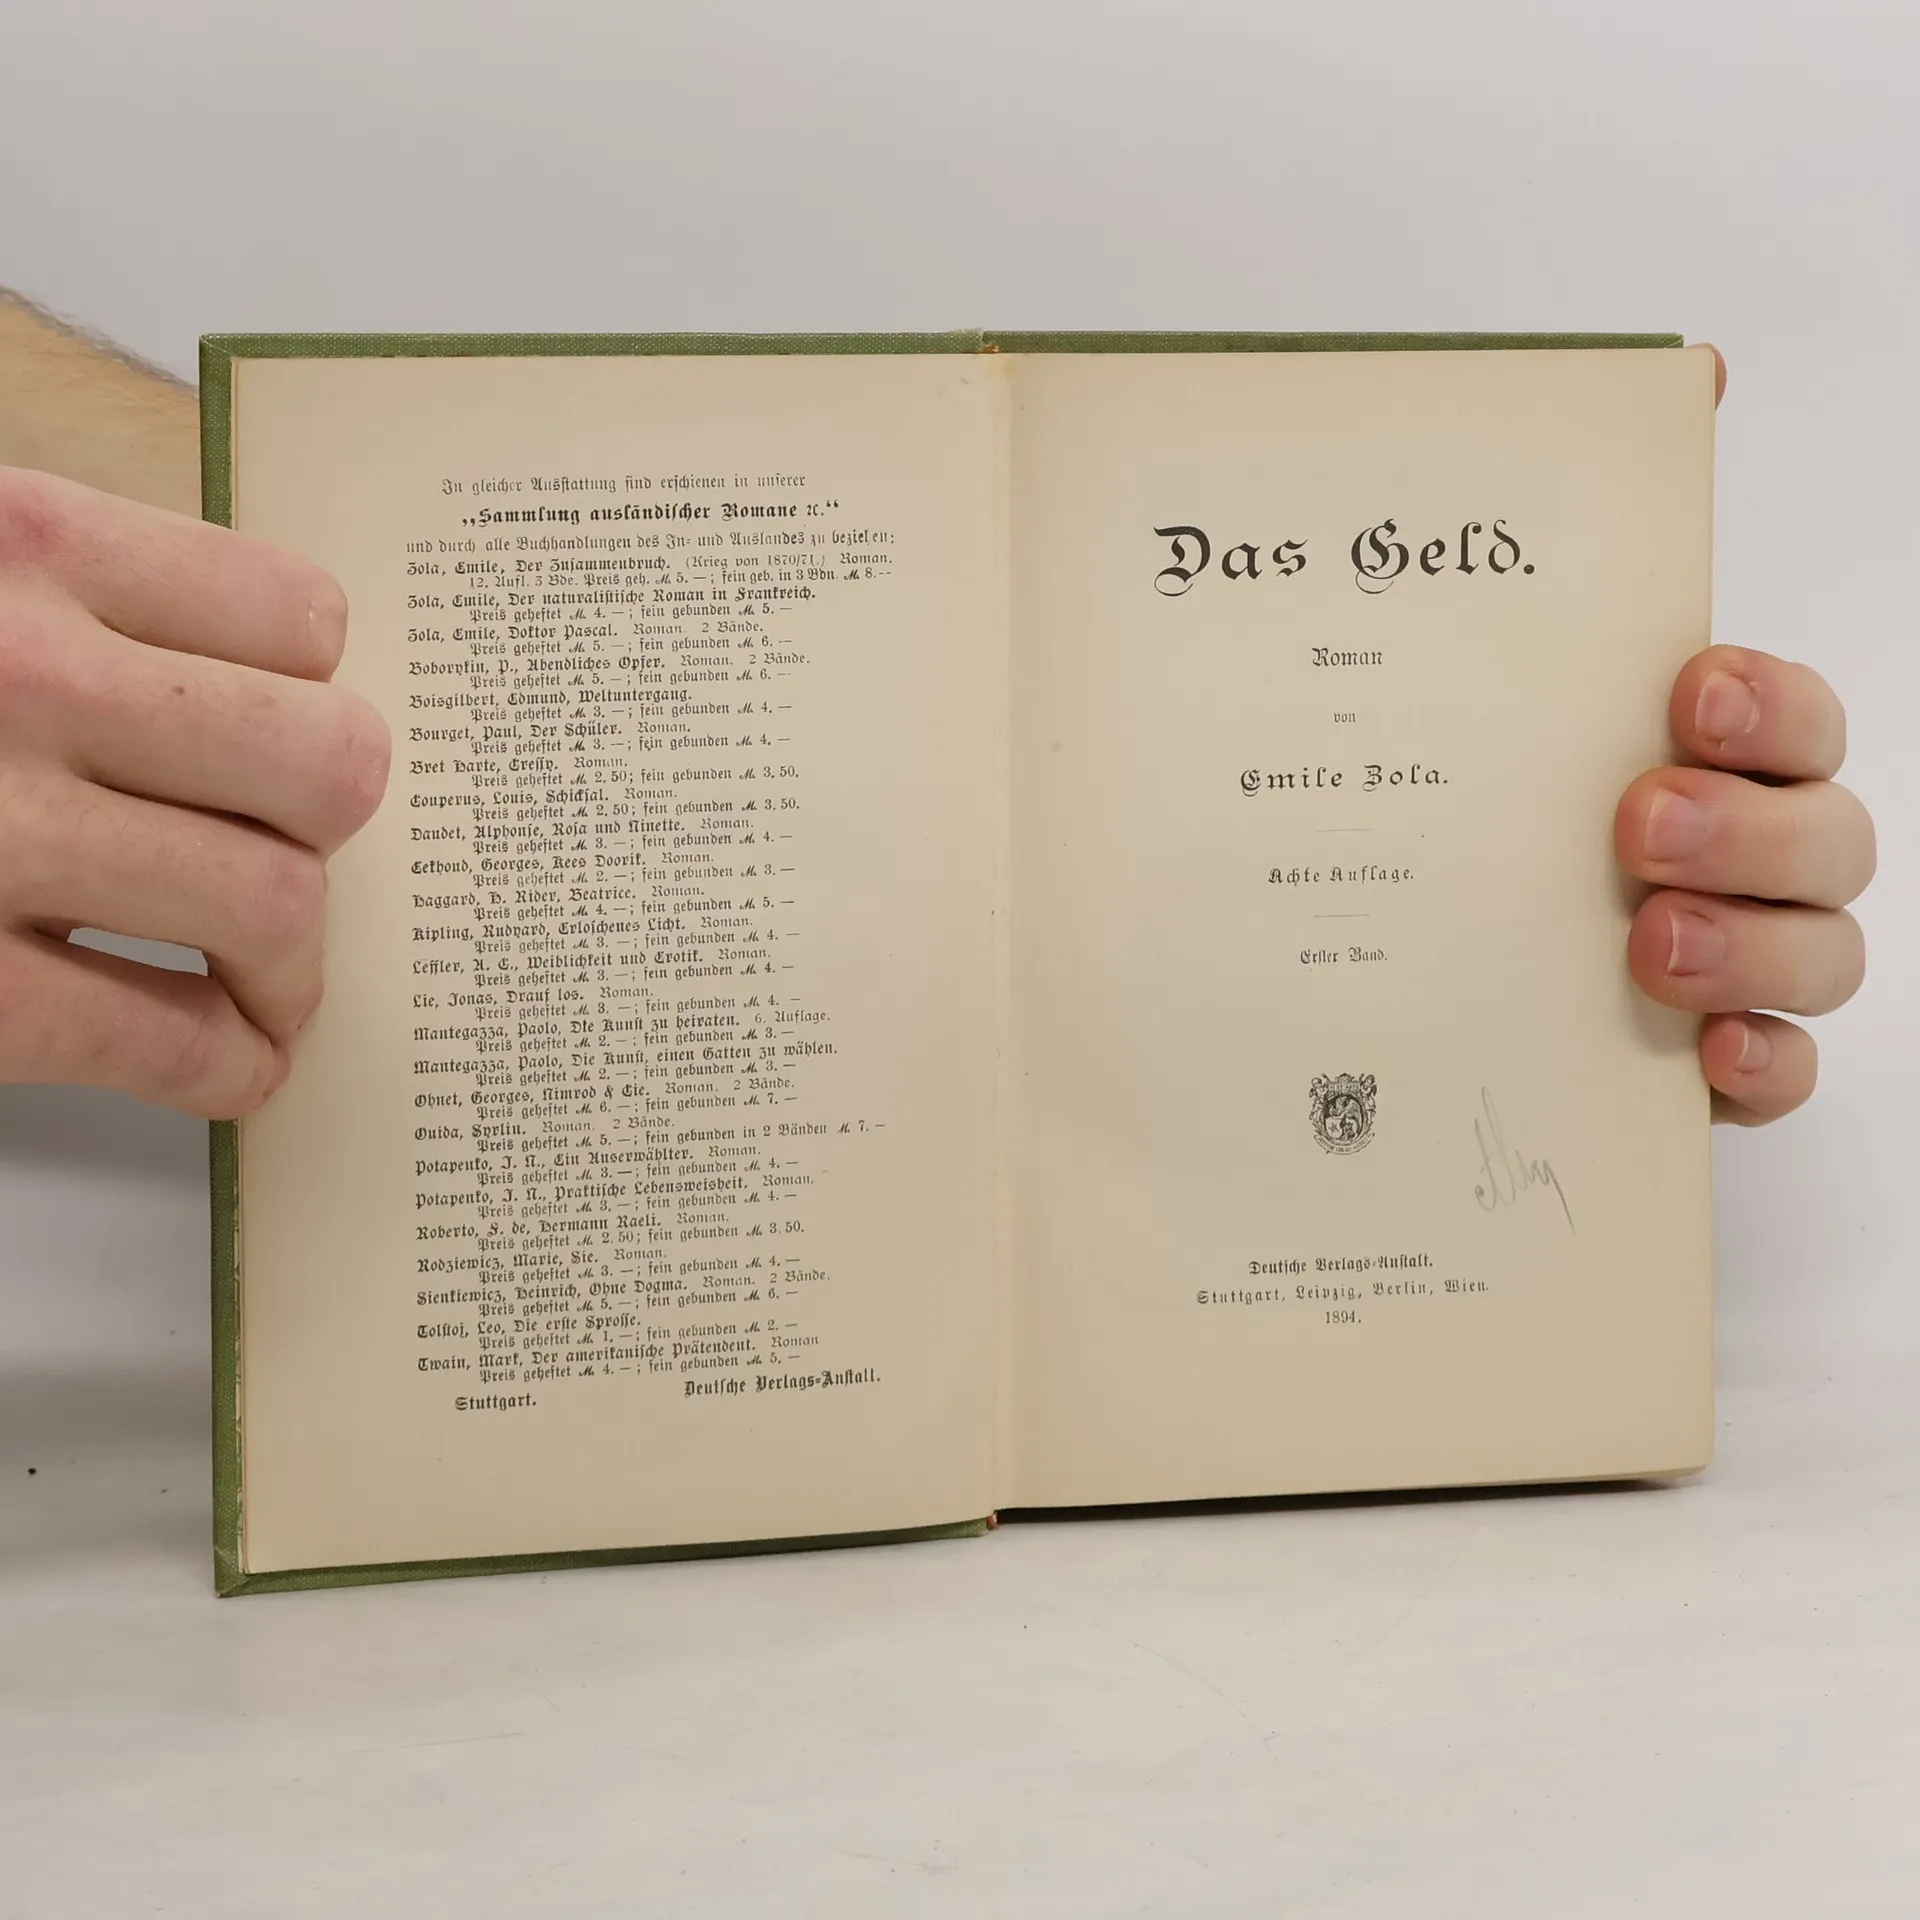 In gleicher Ausstattung sind erschienen in unserer
„Sammlung ausländischer Romane ꝛc.“
und durch alle Buchhandlungen des In- und Auslandes zu beziehen:
Zola, Emile, Der Zusammenbruch. (Krieg von 1870/71.) Roman.
12. Aufl. 3 Bde. Preis geh. M. 5. —; fein geb. in 3 Bdn. M. 8.--
Zola, Emile, Der naturalistische Roman in Frankreich.
Preis geheftet M. 4. —; fein gebunden M. 5. —
Zola, Emile, Doktor Pascal. Roman. 2 Bände.
Preis geheftet M. 5. —; fein gebunden M. 6. —
Boborykin, P., Abendliches Opfer. Roman. 2 Bände.
Preis geheftet M. 5. —; fein gebunden M. 6. —
Boisgilbert, Edmund, Weltuntergang.
Preis geheftet M. 3. —; fein gebunden M. 4. —
Bourget, Paul, Der Schüler. Roman.
Preis geheftet M. 3. —; fein gebunden M. 4. —
Bret Harte, Cressy. Roman.
Preis geheftet M. 2. 50; fein gebunden M. 3. 50.
Couperus, Louis, Schicksal. Roman.
Preis geheftet M. 2. 50; fein gebunden M. 3. 50.
Daudet, Alphonse, Rosa und Ninette. Roman.
Preis geheftet M. 3. —; fein gebunden M. 4. —
Eekhoud, Georges, Kees Doorik. Roman.
Preis geheftet M. 2. —; fein gebunden M. 3. —
Haggard, H. Rider, Beatrice. Roman.
Preis geheftet M. 4. —; fein gebunden M. 5. —
Kipling, Rudyard, Erloschenes Licht. Roman.
Preis geheftet M. 3. —; fein gebunden M. 4. —
Leffler, A. C., Weiblichkeit und Erotik. Roman.
Preis geheftet M. 3. —; fein gebunden M. 4. —
Lie, Jonas, Drauf los. Roman.
Preis geheftet M. 3. —; fein gebunden M. 4. —
Mantegazza, Paolo, Die Kunst zu heiraten. 6. Auflage.
Preis geheftet M. 2. —; fein gebunden M. 3. —
Mantegazza, Paolo, Die Kunst, einen Gatten zu wählen.
Preis geheftet M. 2. —; fein gebunden M. 3. —
Ohnet, Georges, Nimrod & Cie. Roman. 2 Bände.
Preis geheftet M. 6. —; fein gebunden M. 7. —
Ouida, Syrlin. Roman. 2 Bände.
Preis geheftet M. 5. —; fein gebunden in 2 Bänden M. 7. —
Potapenko, J. N., Ein Auserwählter. Roman.
Preis geheftet M. 3. —; fein gebunden M. 4. —
Potapenko, J. N., Praktische Lebensweisheit. Roman.
Preis geheftet M. 3. —; fein gebunden M. 4. —
Roberto, F. de, Hermann Raeli. Roman.
Preis geheftet M. 2. 50; fein gebunden M. 3. 50.
Rodziewicz, Marie, Sie. Roman.
Preis geheftet M. 3. —; fein gebunden M. 4. —
Sienkiewicz, Heinrich, Ohne Dogma. Roman. 2 Bände.
Preis geheftet M. 5. —; fein gebunden M. 6. —
Tolstoj, Leo, Die erste Sprosse.
Preis geheftet M. 1. —; fein gebunden M. 2. —
Twain, Mark, Der amerikanische Prätendent. Roman
Preis geheftet M. 4. —; fein gebunden M. 5. —
Stuttgart. Deutsche Verlags-Anstalt.
Das Geld.
Roman
von
Emile Zola.
Achte Auflage.
Erster Band.
Deutsche Verlags-Anstalt.
Stuttgart, Leipzig, Berlin, Wien.
1894.